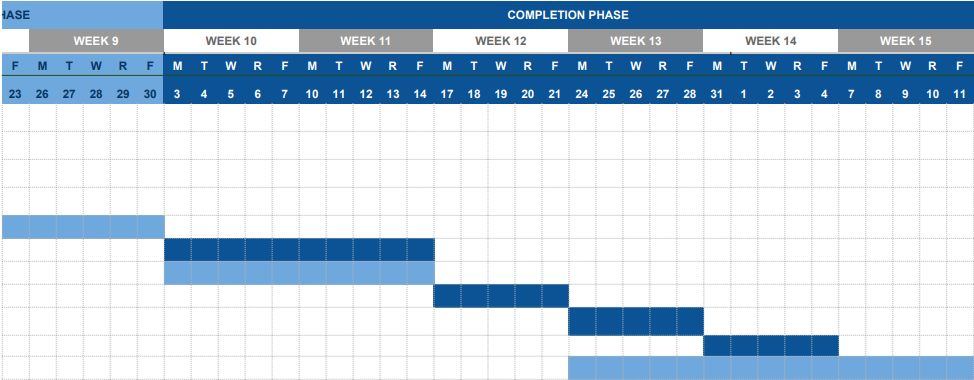 HASE COMPLETION PHASE
WEEK 9 WEEK 10 WEEK 11 WEEK 12 WEEK 13 WEEK 14 WEEK 15
F M T W R F M T W R F M T W R F M T W R F M T W R F M T W R F M T W R F
23 26 27 28 29 30 3 4 5 6 7 10 11 12 13 14 17 18 19 20 21 24 25 26 27 28 31 1 2 3 4 7 8 9 10 11